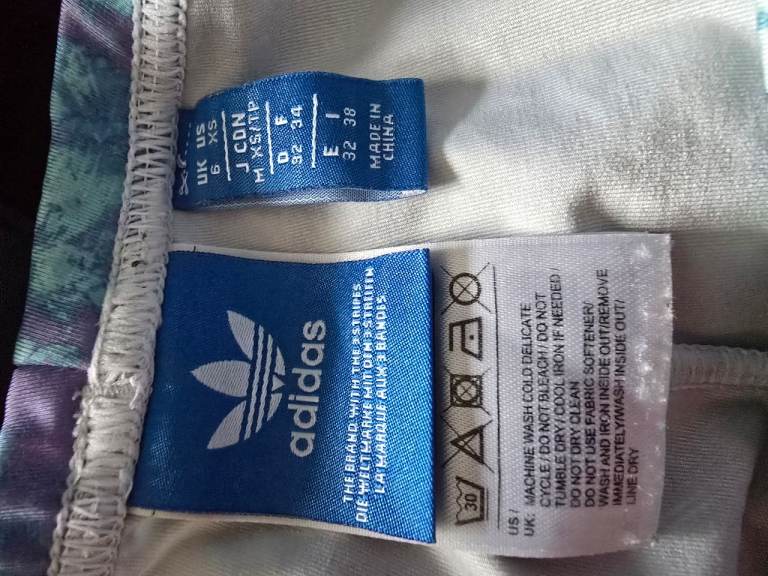 UK US
6 XS
J CDN
M XS/TP
D F
32 34
E I
32 38
MADE IN
CHINA
adidas
THE BRAND WITH THE 3 STRIPES
DIE WELTMARKE MIT DEN 3 STREIFEN
LA MARQUE AUX 3 BANDES
30
US/
UK: MACHINE WASH COLD DELICATE
CYCLE / DO NOT BLEACH / DO NOT
TUMBLE DRY / COOL IRON IF NEEDED /
DO NOT DRY CLEAN
DO NOT USE FABRIC SOFTENER/
WASH AND IRON INSIDE OUT/REMOVE
IMMEDIATELY/WASH INSIDE OUT/
LINE DRY